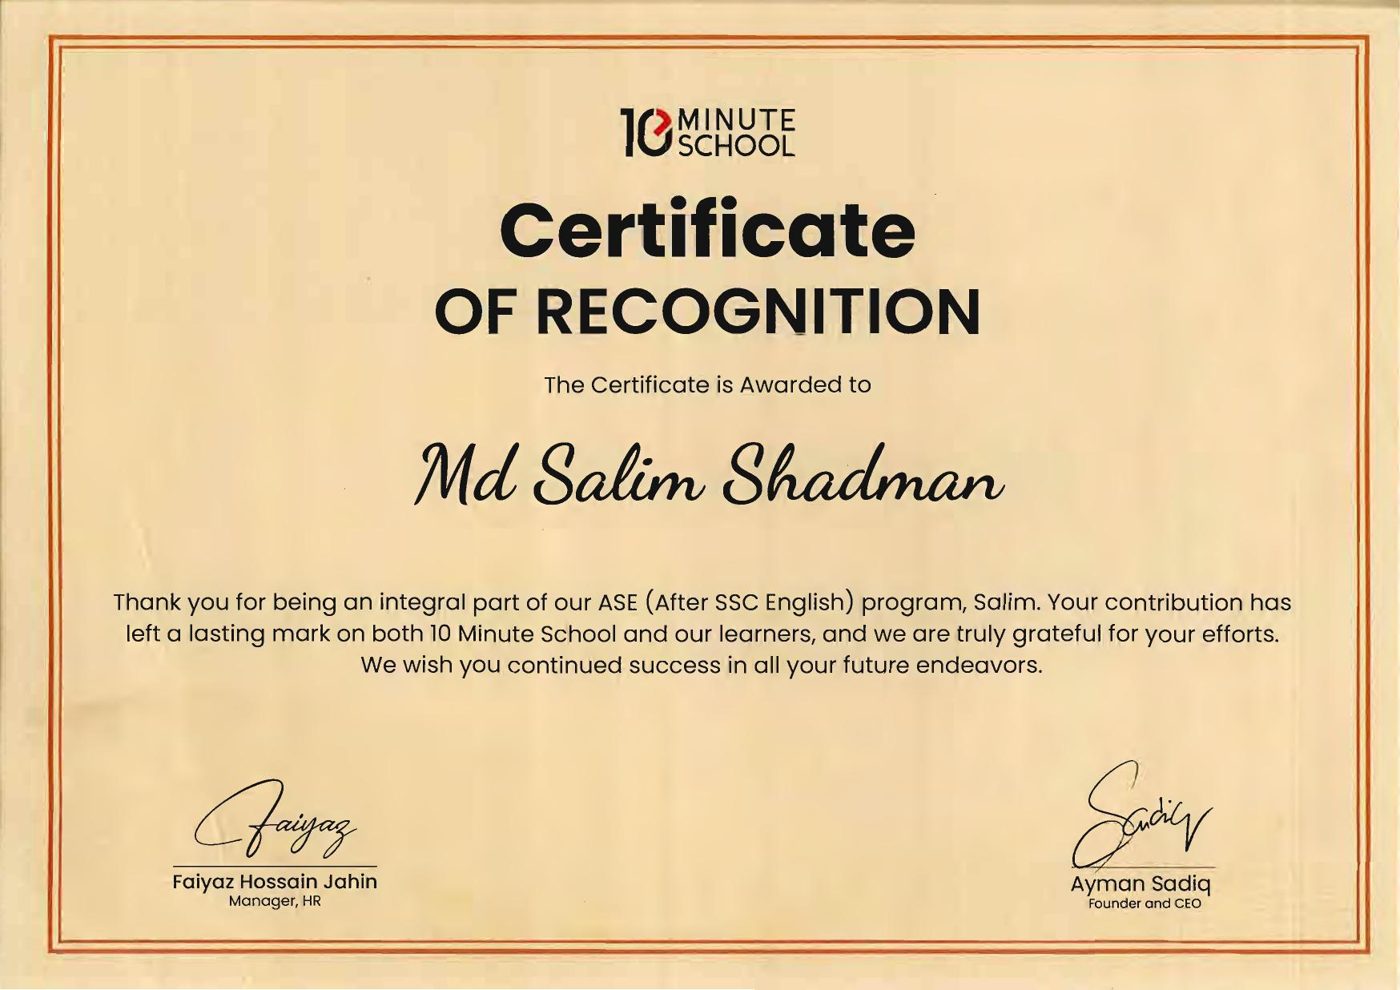 10 MINUTE SCHOOL
Certificate
OF RECOGNITION
The Certificate is Awarded to
Md Salim Shadman
Thank you for being an integral part of our ASE (After SSC English) program, Salim. Your contribution has
left a lasting mark on both 10 Minute School and our learners, and we are truly grateful for your efforts.
We wish you continued success in all your future endeavors.
Faiyaz
Faiyaz Hossain Jahin
Manager, HR
Sadiq
Ayman Sadiq
Founder and CEO